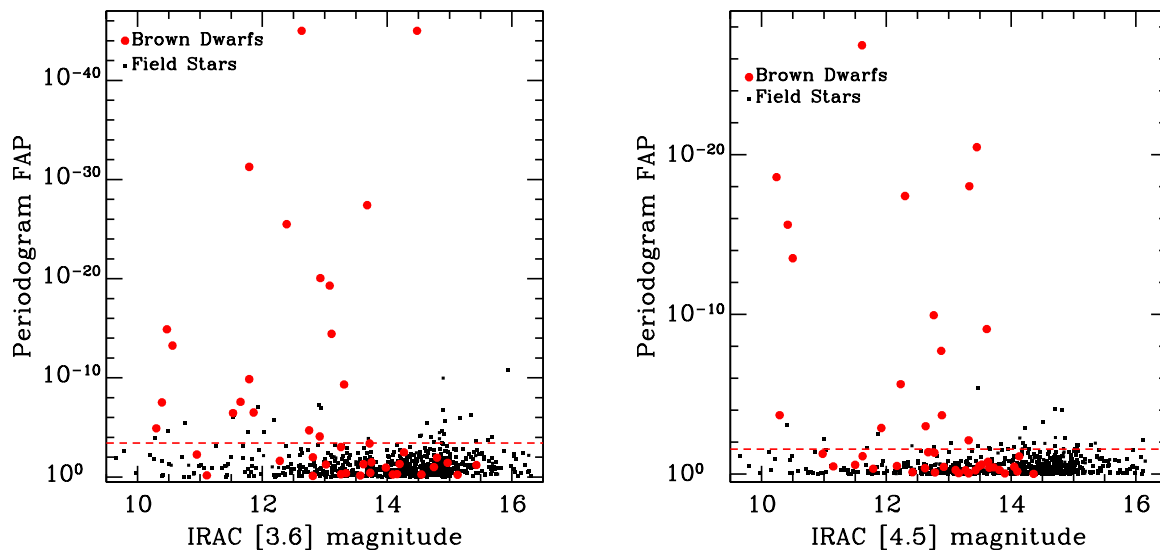 Brown Dwarfs
Field Stars
10⁻⁴⁰
10⁻³⁰
10⁻²⁰
10⁻¹⁰
10⁰
Periodogram FAP
10 12 14 16
IRAC [3.6] magnitude
Brown Dwarfs
Field Stars
10⁻²⁰
10⁻¹⁰
10⁰
Periodogram FAP
10 12 14 16
IRAC [4.5] magnitude